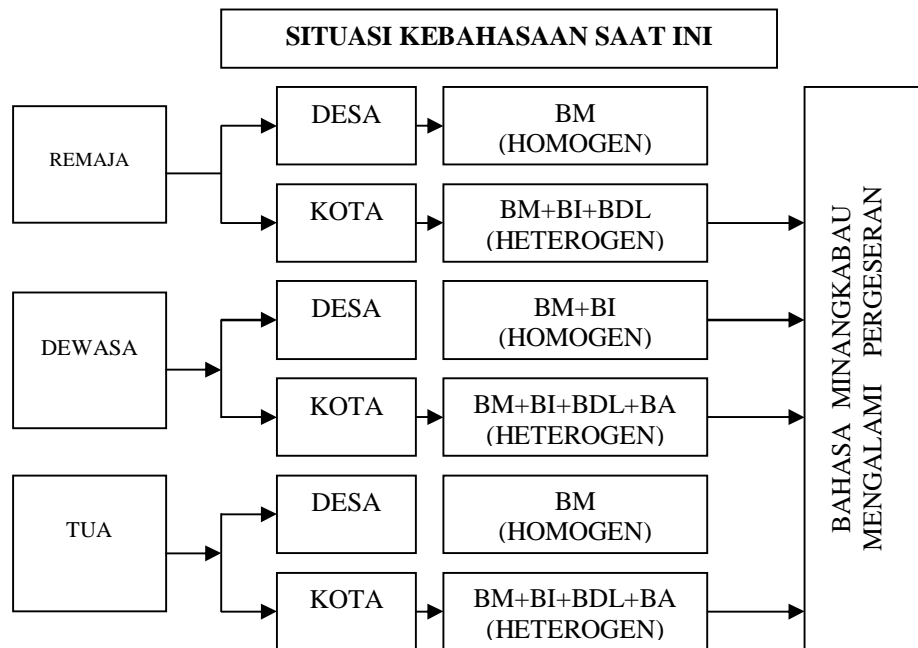 SITUASI KEBAHASAAN SAAT INI
REMAJA
DESA
BM
(HOMOGEN)
KOTA
BM+BI+BDL
(HETEROGEN)
DEWASA
DESA
BM+BI
(HOMOGEN)
KOTA
BM+BI+BDL+BA
(HETEROGEN)
TUA
DESA
BM
(HOMOGEN)
KOTA
BM+BI+BDL+BA
(HETEROGEN)
BAHASA MINANGKABAU
MENGALAMI PERGESERAN